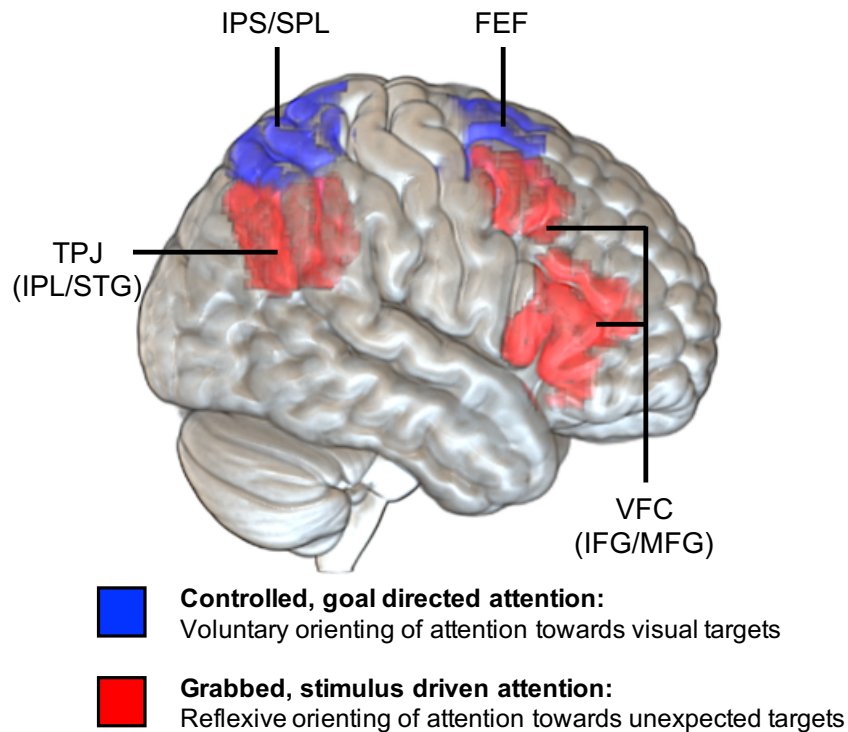 IPS/SPL
FEF
TPJ
(IPL/STG)
VFC
(IFG/MFG)
Controlled, goal directed attention:
Voluntary orienting of attention towards visual targets
Grabbed, stimulus driven attention:
Reflexive orienting of attention towards unexpected targets